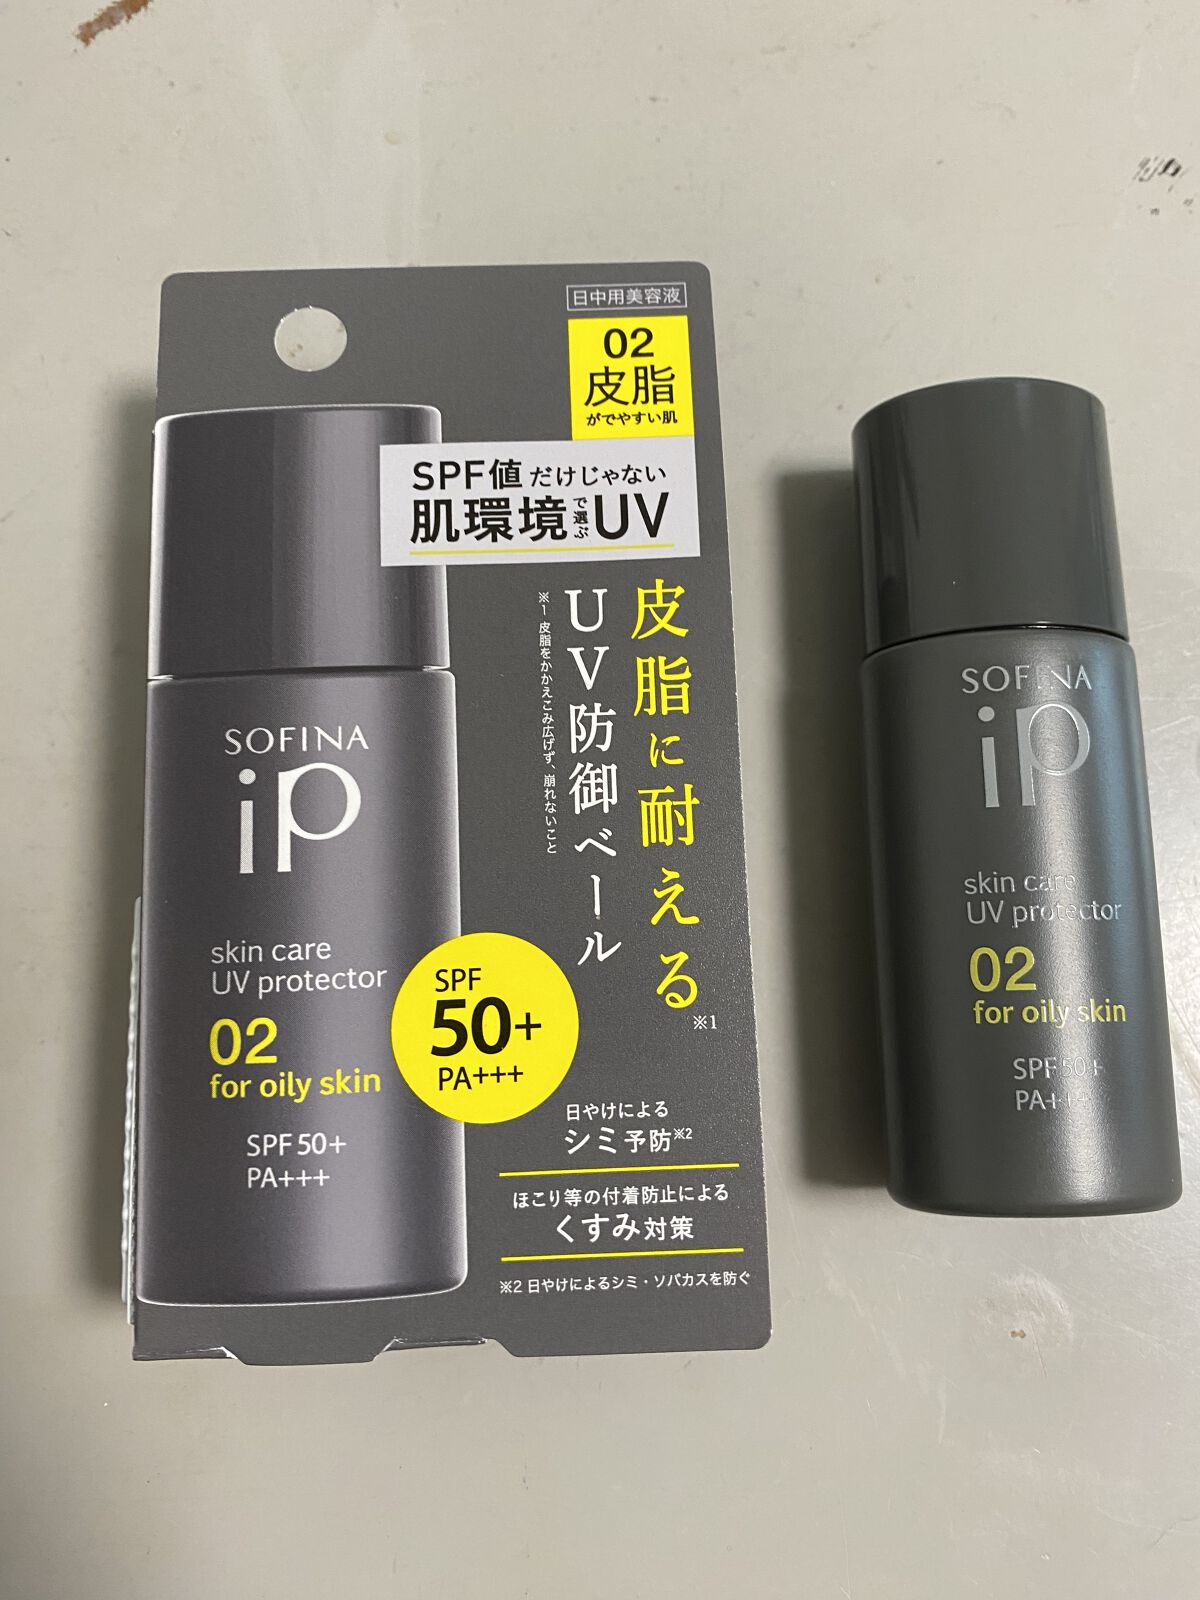 日中用美容液
02
皮脂
がでやすい肌
SPF値だけじゃない
肌環境で選ぶUV
皮脂に耐える※1
UV防御ベール
※1 皮脂をかかえこみ広げず、崩れないこと
SOFINA
iP
skin care
UV protector
02
for oily skin
SPF50+
PA+++
SPF
50+
PA+++
日やけによる
シミ予防※2
ほこり等の付着防止による
くすみ対策
※2 日やけによるシミ・ソバカスを防ぐ
SOFINA
iP
skin care
UV protector
02
for oily skin
SPF50+
PA+++